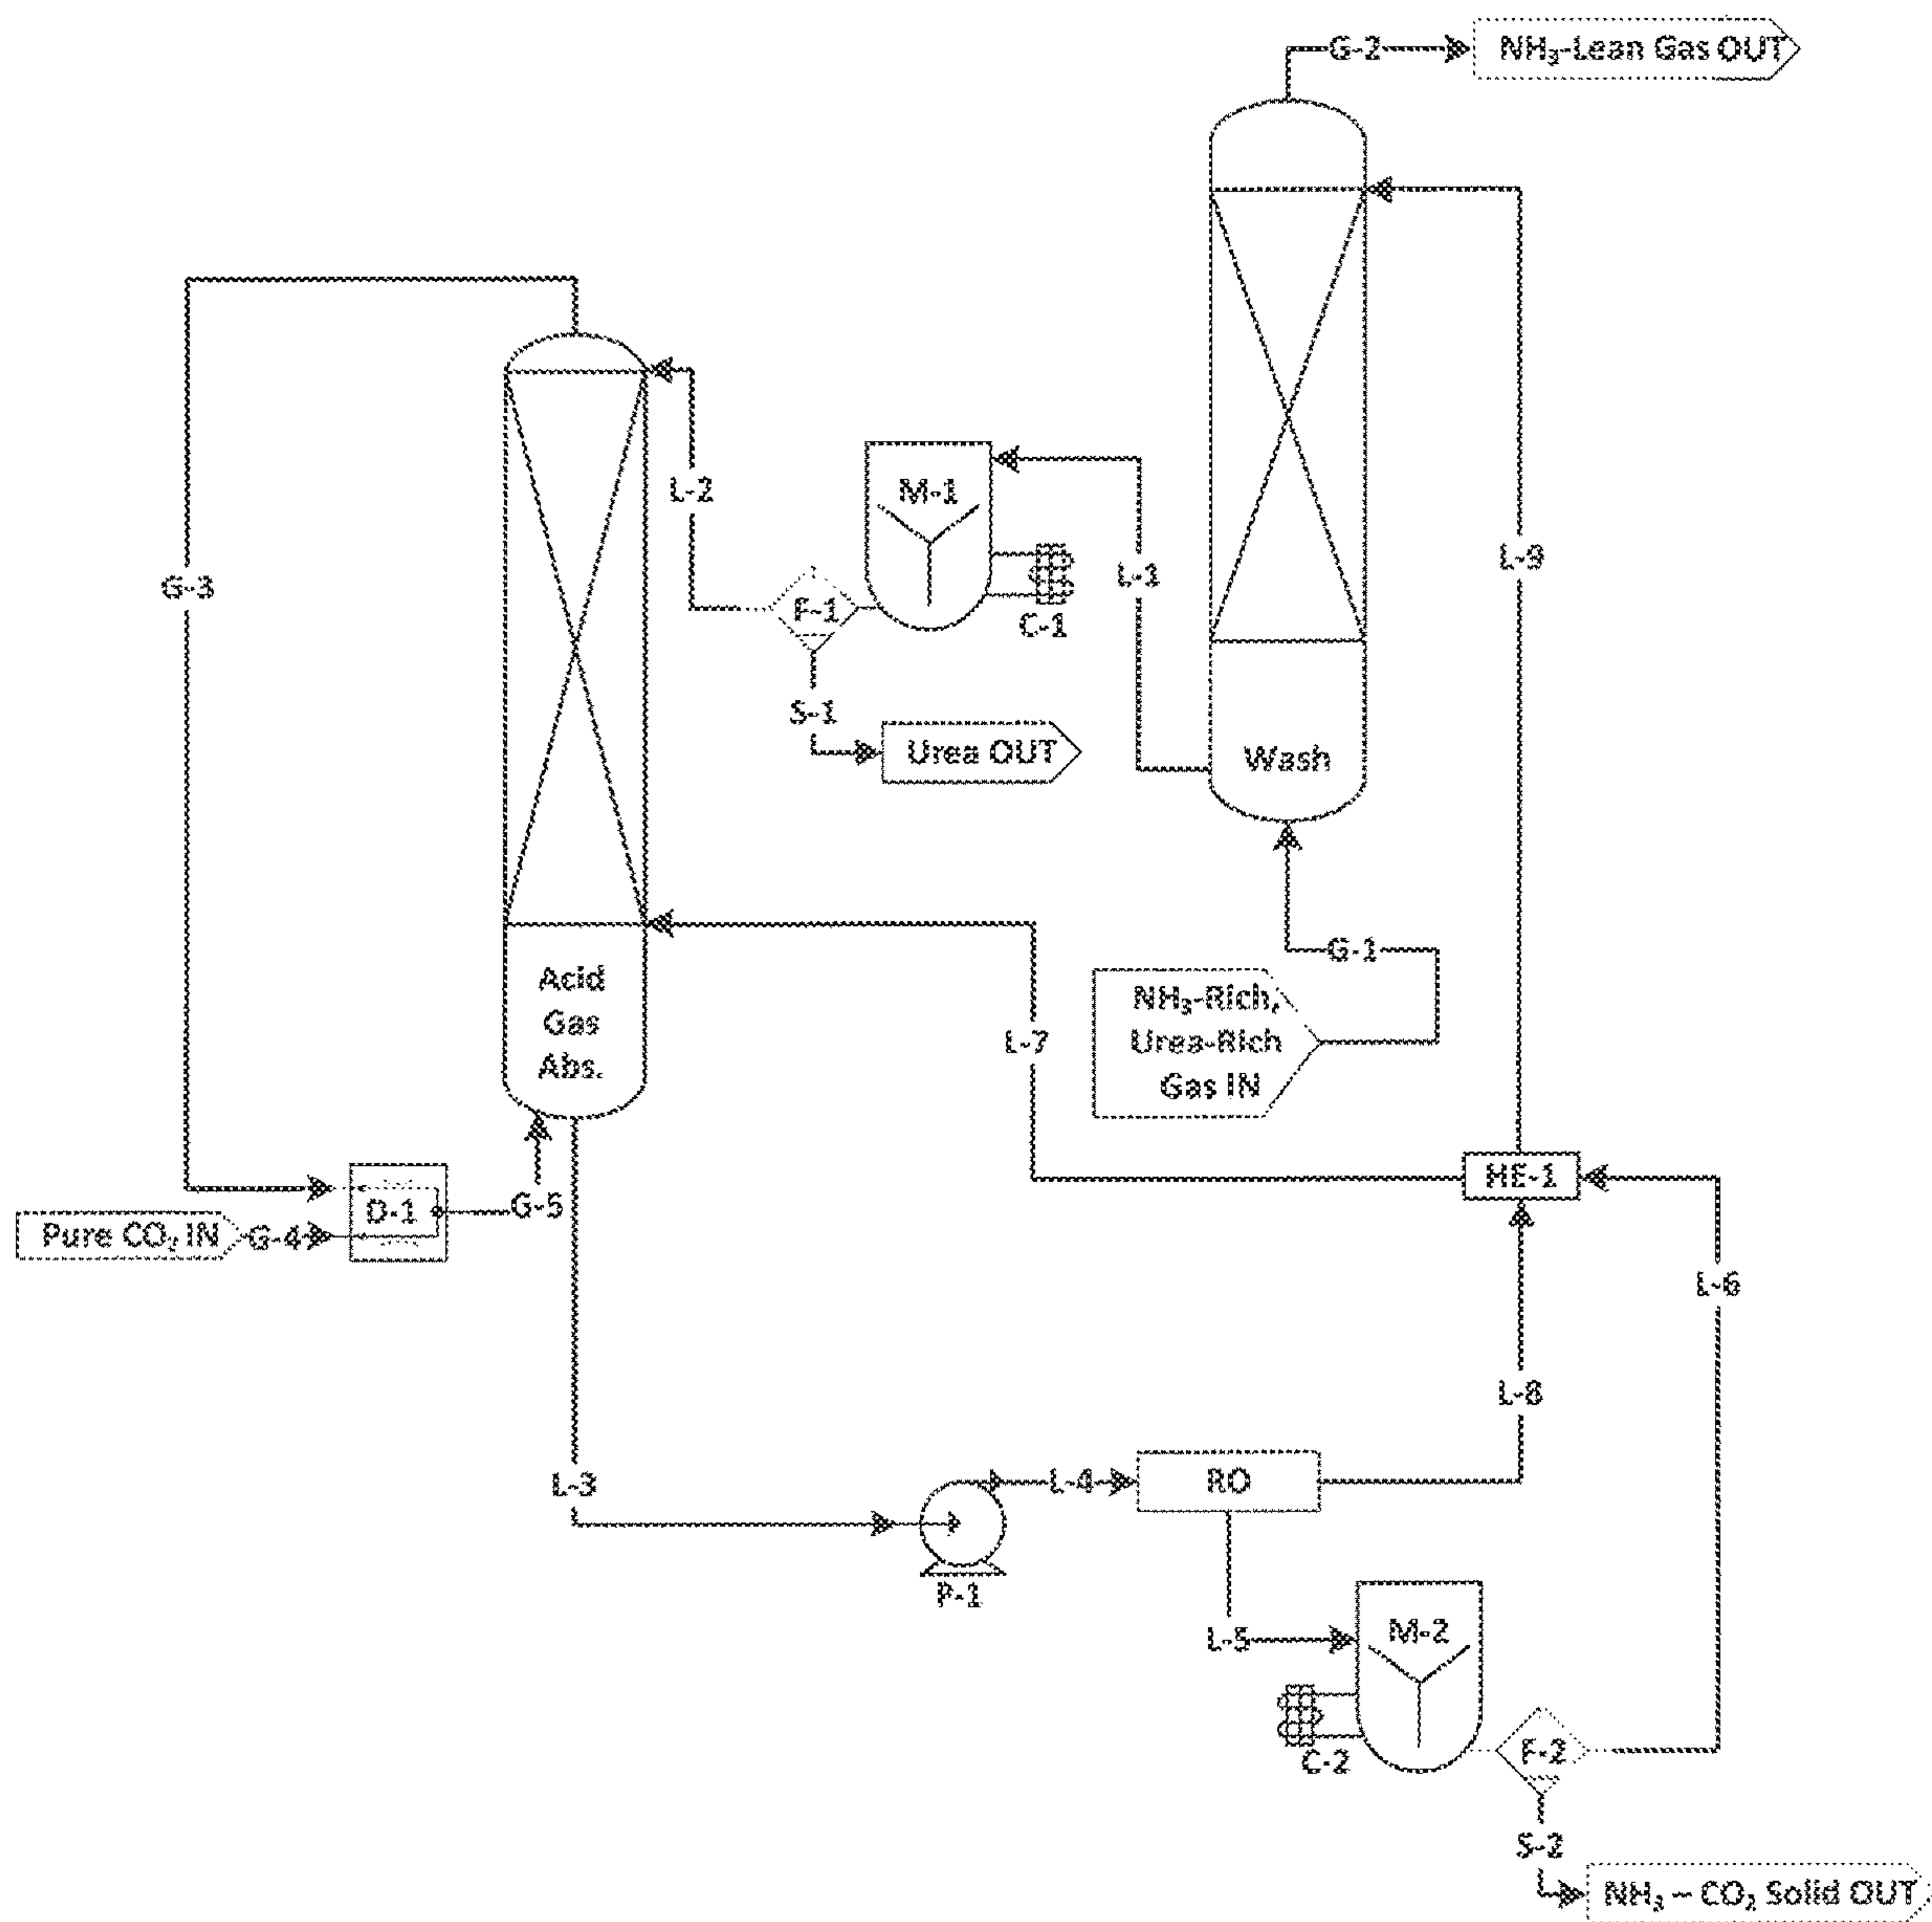 G-2
NH₃-Lean Gas OUT
M-1
L-2
L-9
G-3
L-1
F-1
C-1
S-1
Urea OUT
Wash
G-1
Acid
Gas
Abs.
NH₃-Rich,
Urea-Rich
Gas IN
L-7
HE-1
D-1
G-5
Pure CO₂ IN
G-4
L-6
L-8
L-3
L-4
RO
P-1
L-5
M-2
C-2
F-2
S-2
NH₃ – CO₂ Solid OUT